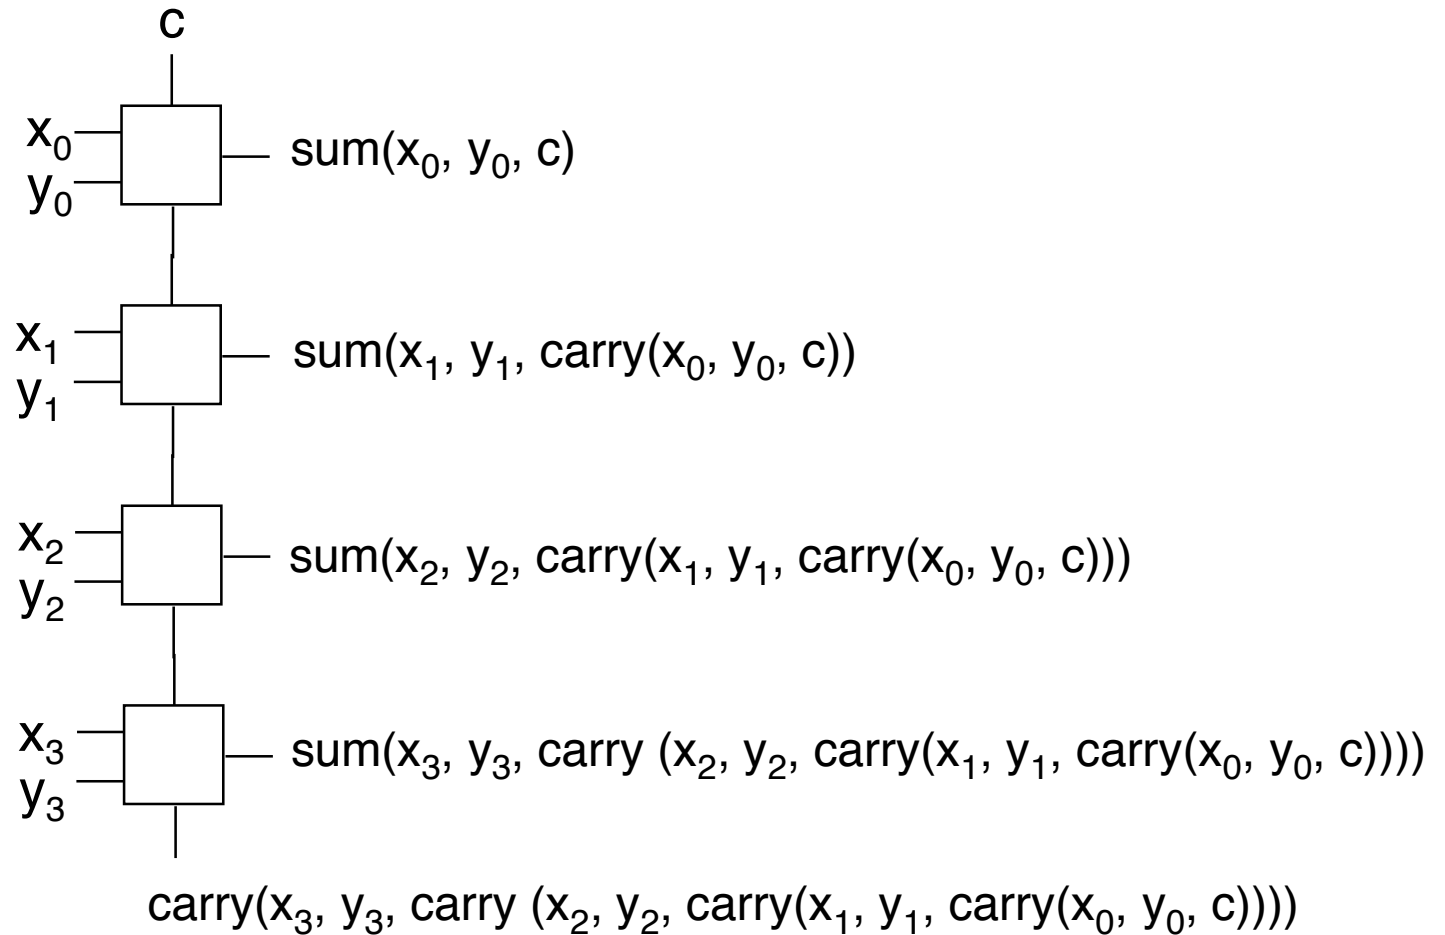 c
x₀
sum(x₀, y₀, c)
y₀
x₁
sum(x₁, y₁, carry(x₀, y₀, c))
y₁
x₂
sum(x₂, y₂, carry(x₁, y₁, carry(x₀, y₀, c)))
y₂
x₃
sum(x₃, y₃, carry (x₂, y₂, carry(x₁, y₁, carry(x₀, y₀, c))))
y₃
carry(x₃, y₃, carry (x₂, y₂, carry(x₁, y₁, carry(x₀, y₀, c))))